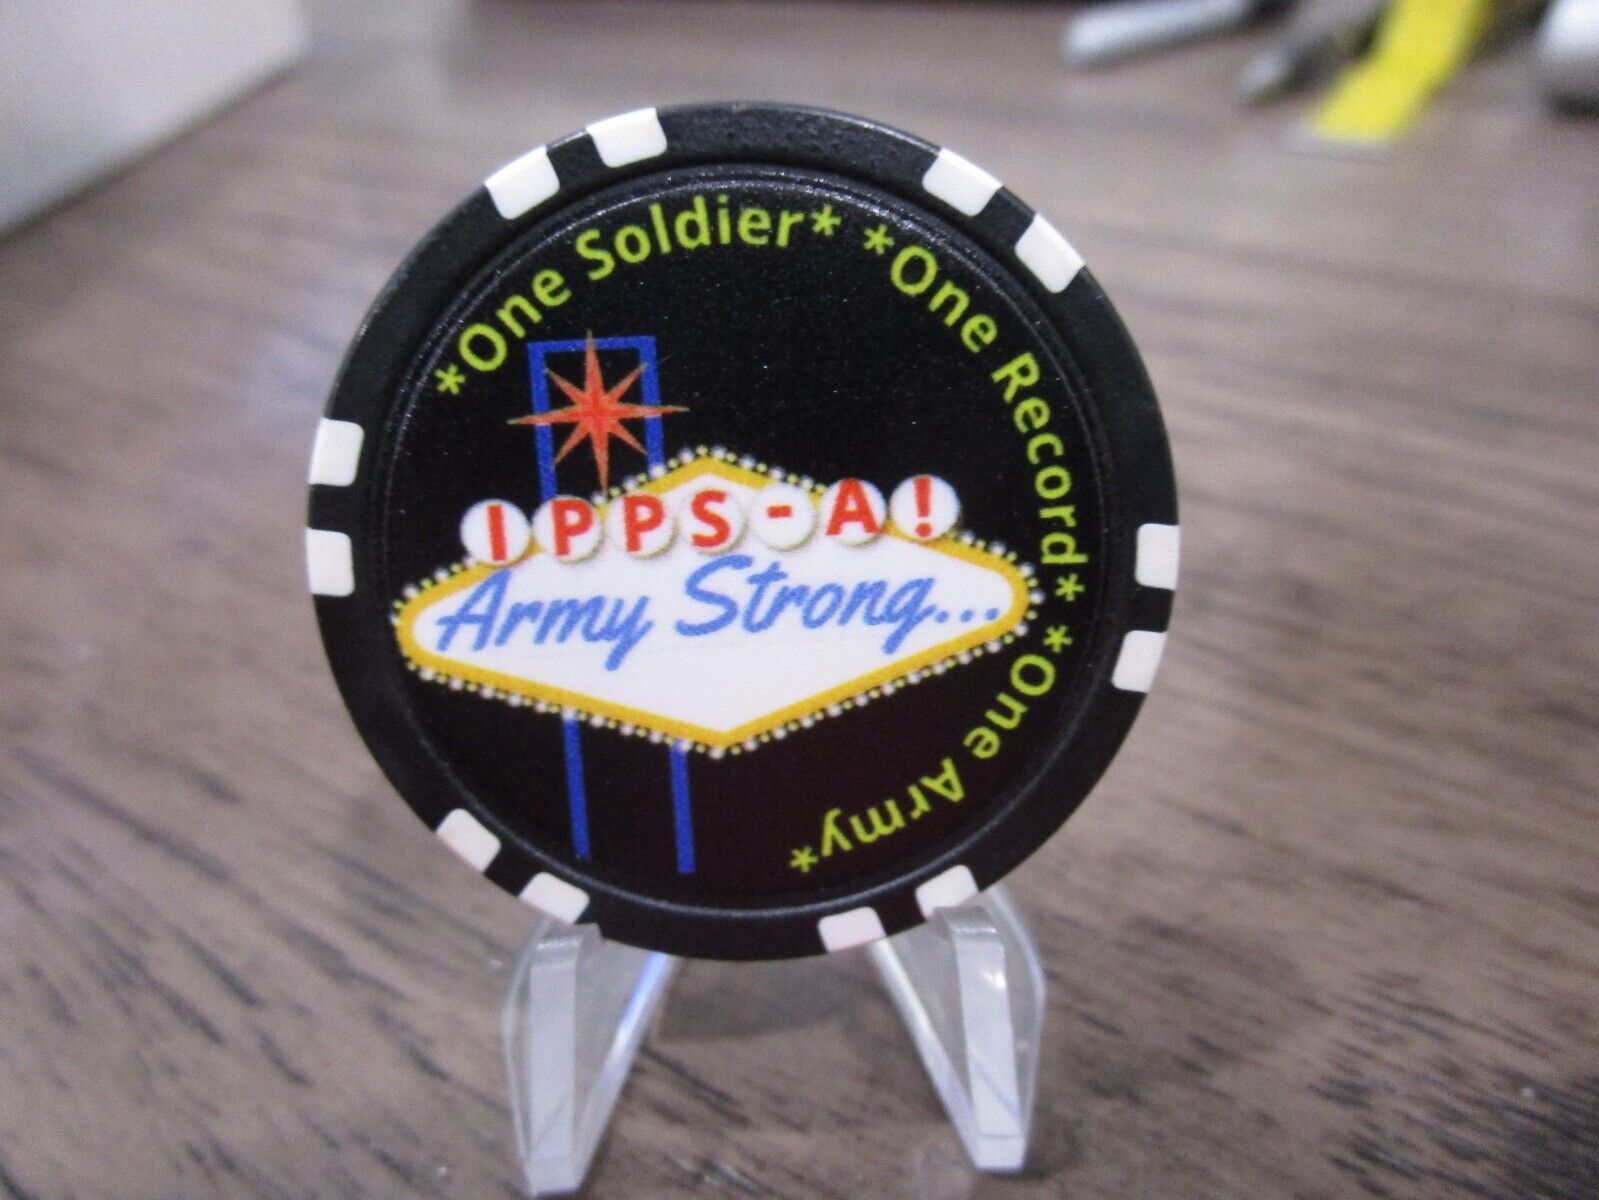 *One Soldier* *One Record* *One Army*
IPPS-A!
Army Strong...